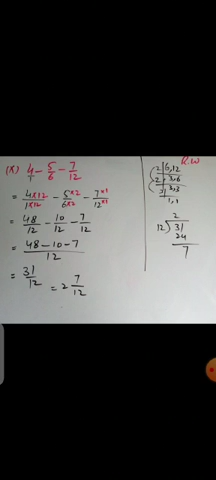 (K) 4/1 - 5/6 - 7/12
= 4×12/1×12 - 5×2/6×2 - 7×1/12×1
= 48/12 - 10/12 - 7/12
= 48-10-7/12
= 31/12 = 2 7/12
R.W
2 | 6,12
2 | 3,6
3 | 3,3
1,1
2
12) 31
24
7